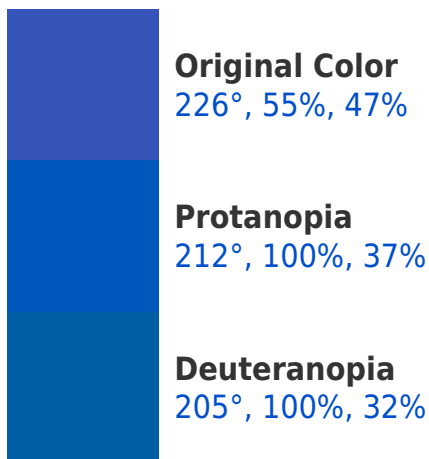 Original Color
226°, 55%, 47%
Protanopia
212°, 100%, 37%
Deuteranopia
205°, 100%, 32%